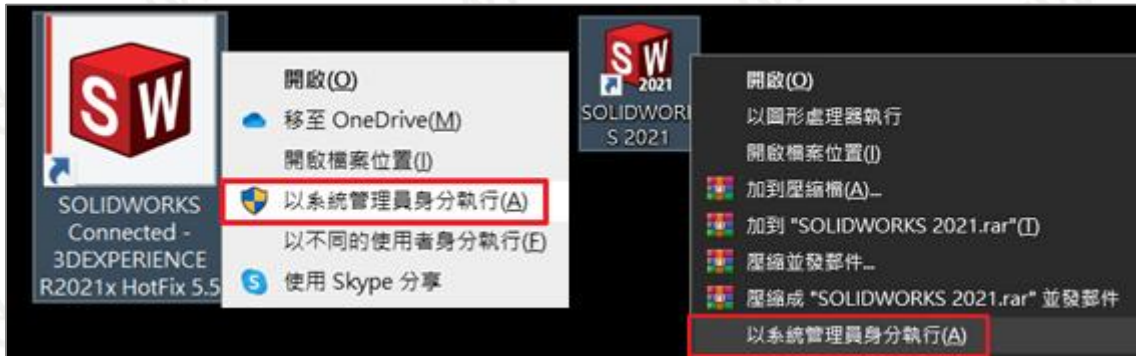 SW
SOLIDWORKS
Connected -
3DEXPERIENCE
R2021x HotFix 5.5
開啟(O)
移至 OneDrive(M)
開啟檔案位置(I)
以系統管理員身分執行(A)
以不同的使用者身分執行(F)
使用 Skype 分享
SW
2021
SOLIDWORK
S 2021
開啟(O)
以圖形處理器執行
開啟檔案位置(I)
加到壓縮檔(A)...
加到 "SOLIDWORKS 2021.rar"(T)
壓縮並發郵件...
壓縮成 "SOLIDWORKS 2021.rar" 並發郵件
以系統管理員身分執行(A)